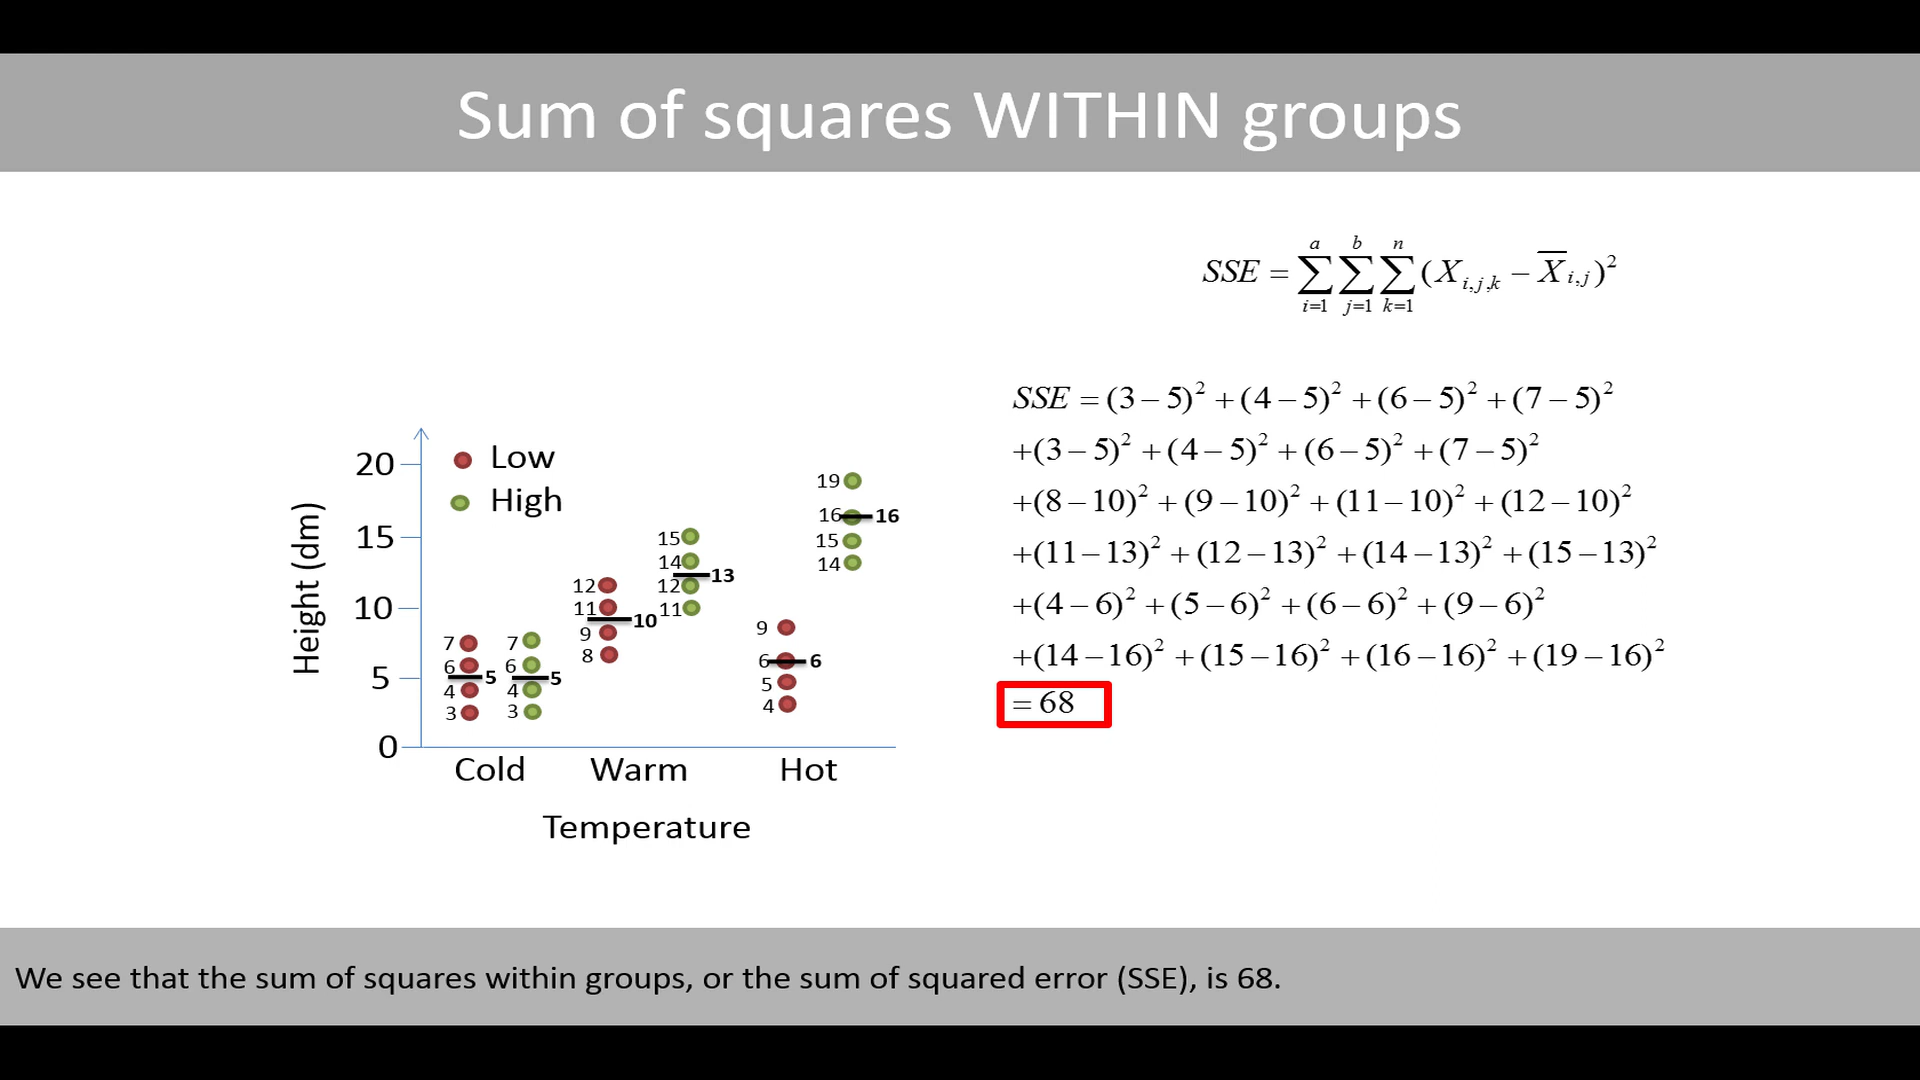 Sum of squares WITHIN groups
SSE = \sum_{i=1}^{a} \sum_{j=1}^{b} \sum_{k=1}^{n} (X_{i,j,k} − \overline{X}_{i,j})²
SSE = (3−5)² + (4−5)² + (6−5)² + (7−5)²
+(3−5)² + (4−5)² + (6−5)² + (7−5)²
+(8−10)² + (9−10)² + (11−10)² + (12−10)²
+(11−13)² + (12−13)² + (14−13)² + (15−13)²
+(4−6)² + (5−6)² + (6−6)² + (9−6)²
+(14−16)² + (15−16)² + (16−16)² + (19−16)²
= 68
Height (dm)
20
15
10
5
0
Low
High
7
6
5
4
3
7
6
5
4
3
12
11
10
9
8
15
14
13
12
11
9
6
6
5
4
19
16
16
15
14
Cold Warm Hot
Temperature
We see that the sum of squares within groups, or the sum of squared error (SSE), is 68.